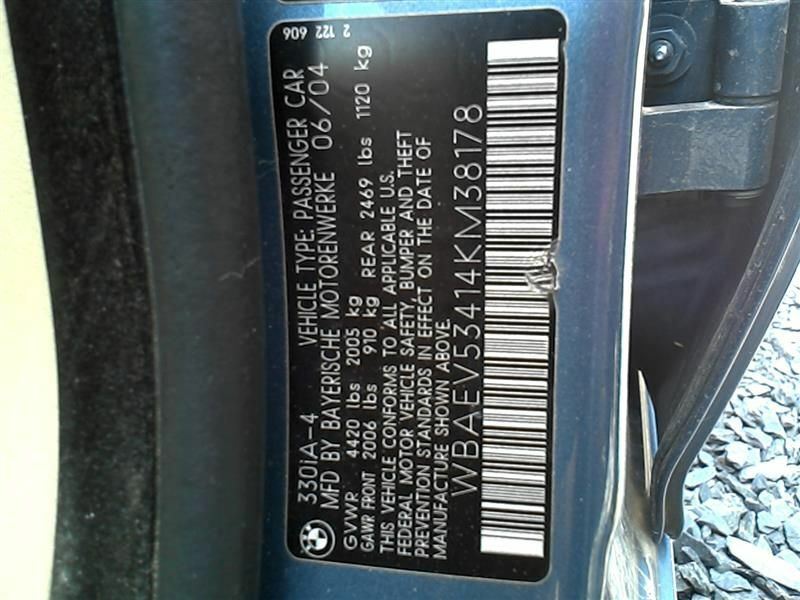 2 122 606
330iA-4 VEHICLE TYPE: PASSENGER CAR
MFD BY BAYERISCHE MOTORENWERKE 06/04
GVWR 4420 lbs 2005 kg
GAWR FRONT 2006 lbs 910 kg REAR 2469 lbs 1120 kg
THIS VEHICLE CONFORMS TO ALL APPLICABLE U.S.
FEDERAL MOTOR VEHICLE SAFETY, BUMPER AND THEFT
PREVENTION STANDARDS IN EFFECT ON THE DATE OF
MANUFACTURE SHOWN ABOVE.
WBAEV53414KM38178